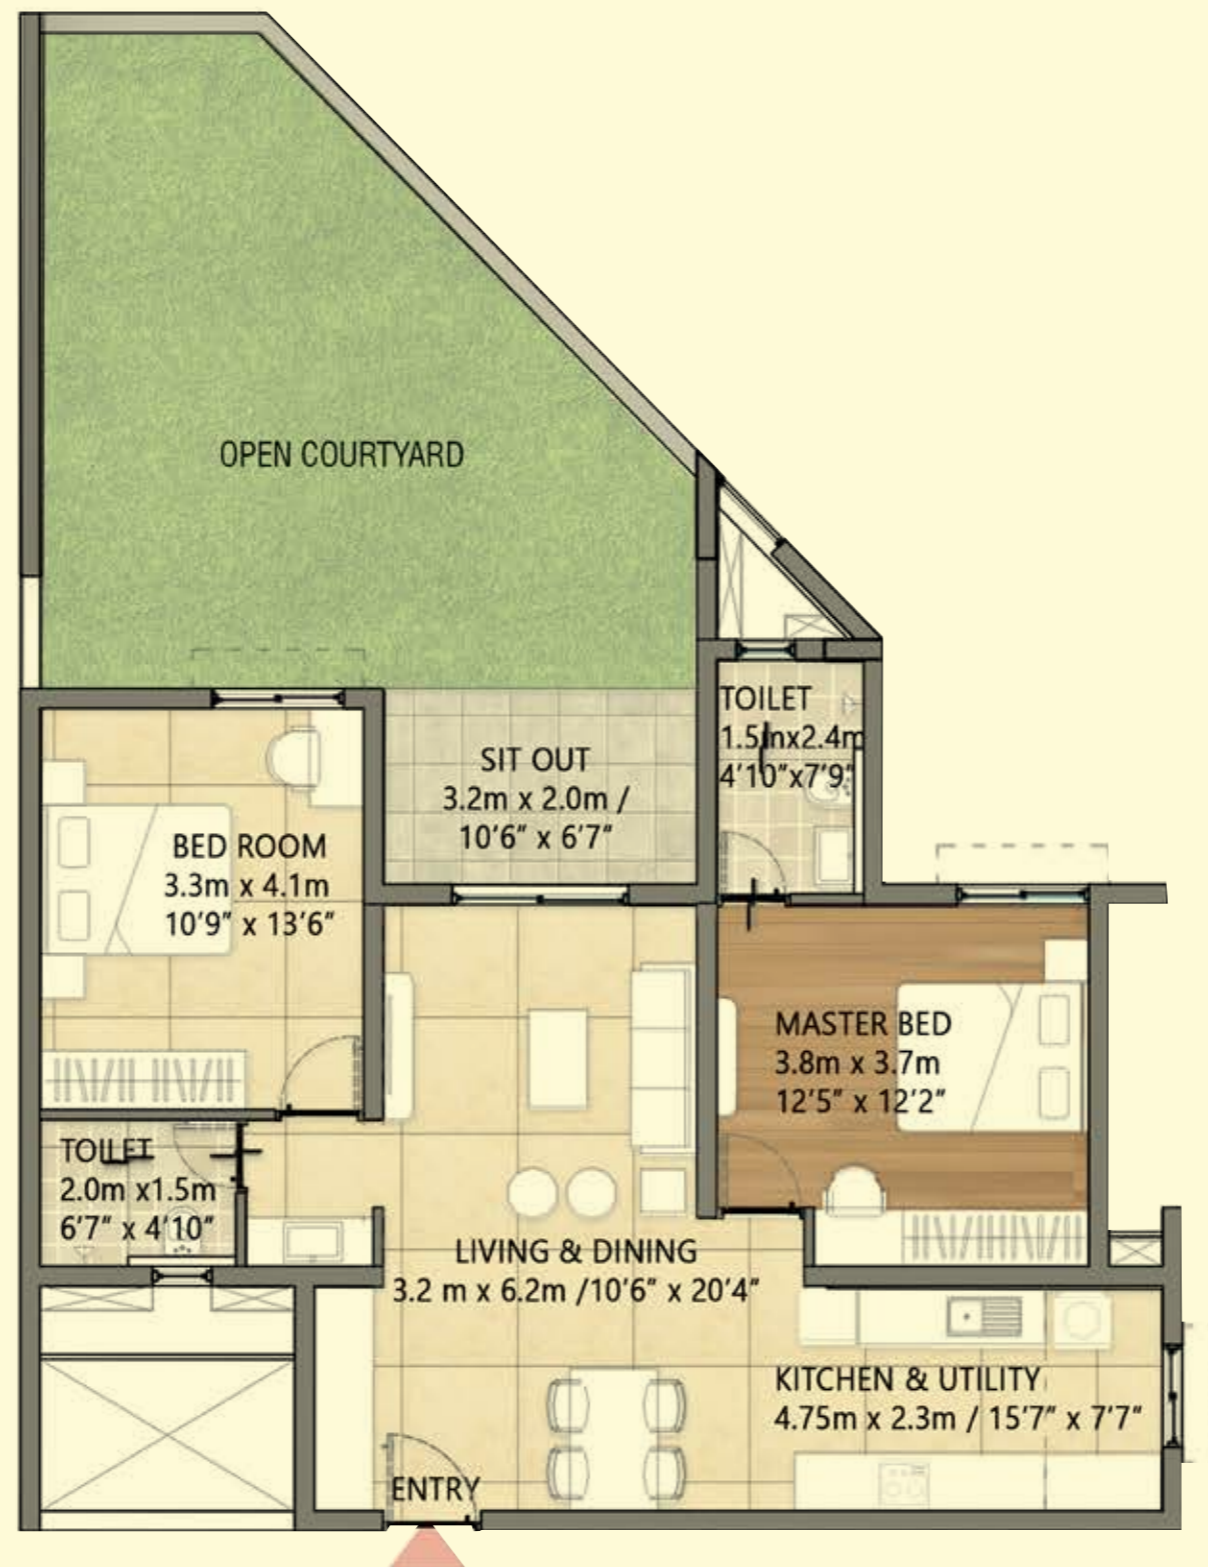 OPEN COURTYARD
TOILET
1.5mx2.4m
4'10"x7'9"
SIT OUT
3.2m x 2.0m /
10'6" x 6'7"
BED ROOM
3.3m x 4.1m
10'9" x 13'6"
MASTER BED
3.8m x 3.7m
12'5" x 12'2"
TOILET
2.0m x1.5m
6'7" x 4'10"
LIVING & DINING
3.2 m x 6.2m /10'6" x 20'4"
KITCHEN & UTILITY
4.75m x 2.3m / 15'7" x 7'7"
ENTRY